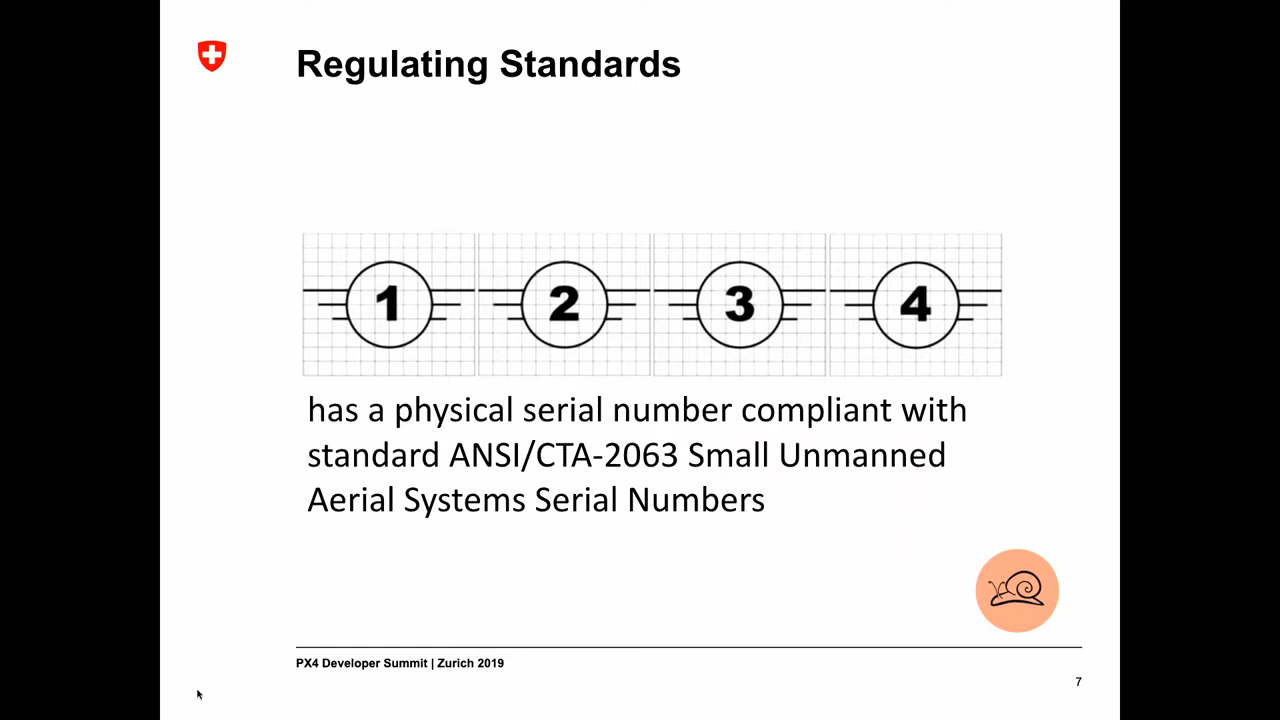 Regulating Standards
1 2 3 4
has a physical serial number compliant with
standard ANSI/CTA-2063 Small Unmanned
Aerial Systems Serial Numbers
PX4 Developer Summit | Zurich 2019
7